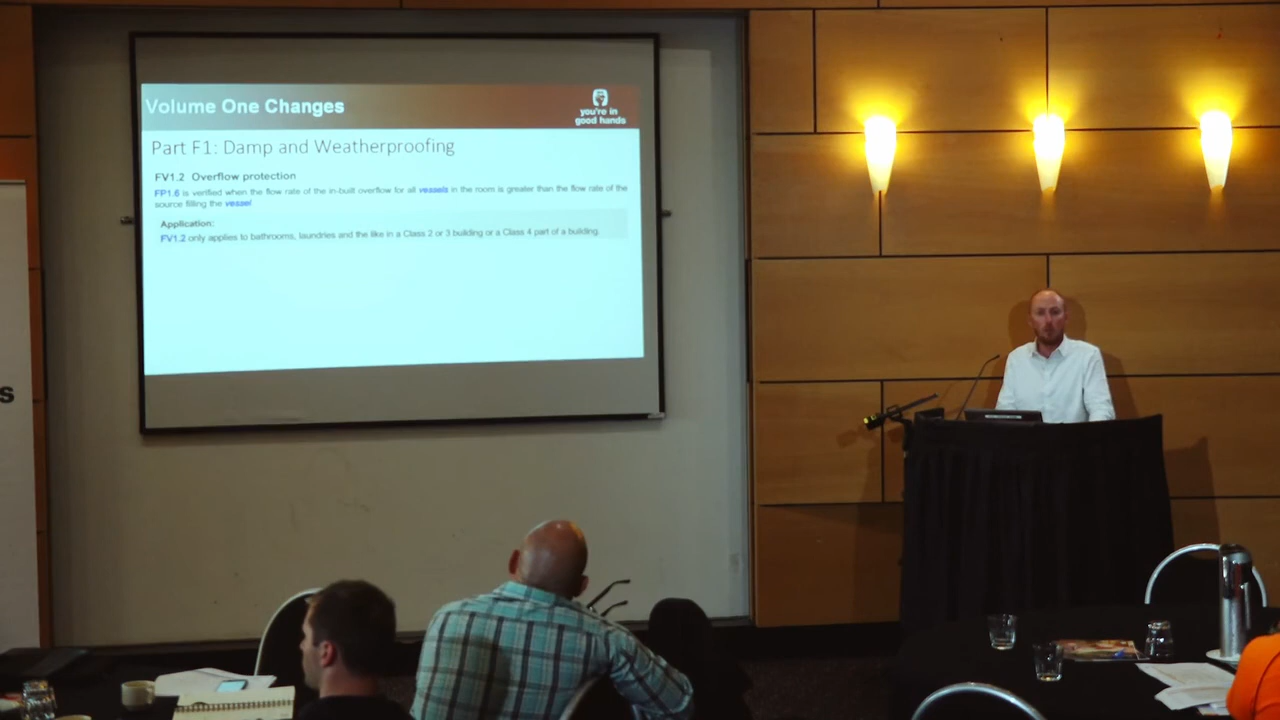 Volume One Changes
you're in
good hands
Part F1: Damp and Weatherproofing
FV1.2 Overflow protection
FP1.6 is verified when the flow rate of the in-built overflow for all vessels in the room is greater than the flow rate of the
source filling the vessel
Application:
FV1.2 only applies to bathrooms, laundries and the like in a Class 2 or 3 building or a Class 4 part of a building.
s